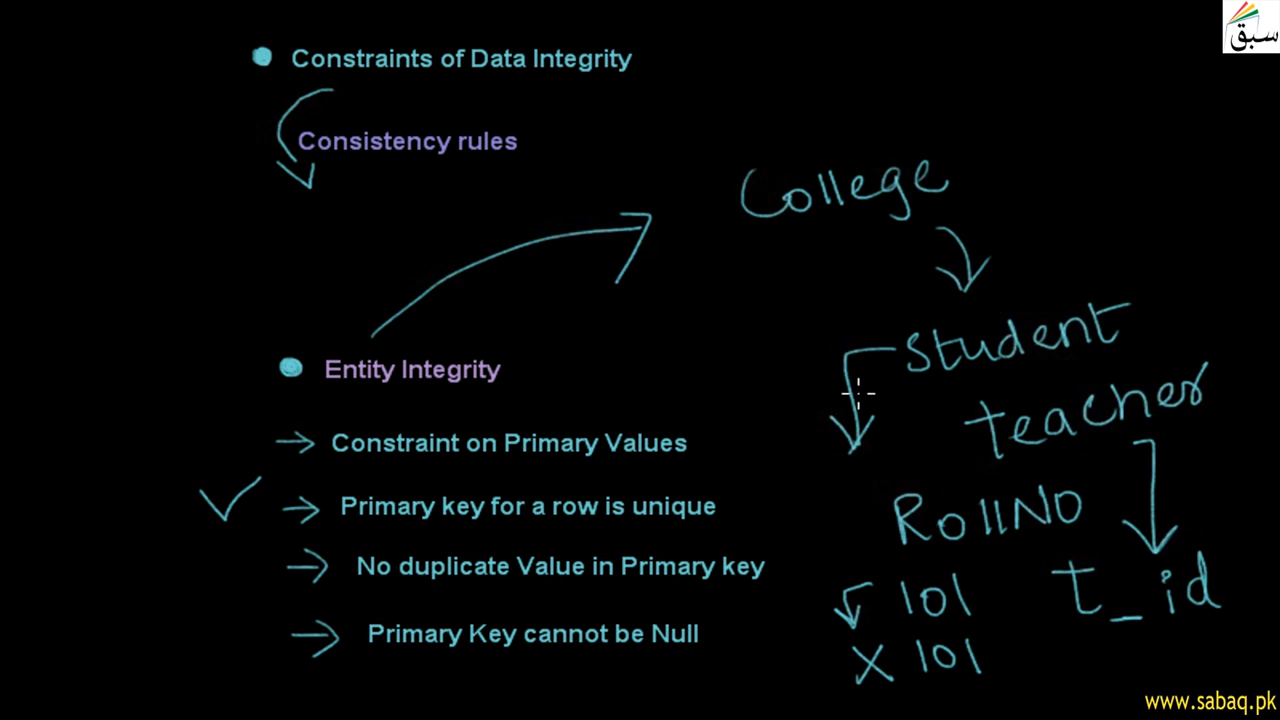 سبق
Constraints of Data Integrity
Consistency rules
College
Student
Entity Integrity
teacher
Constraint on Primary Values
Primary key for a row is unique
RollNo
No duplicate Value in Primary key
101 t_id
Primary Key cannot be Null
X 101
www.sabaq.pk